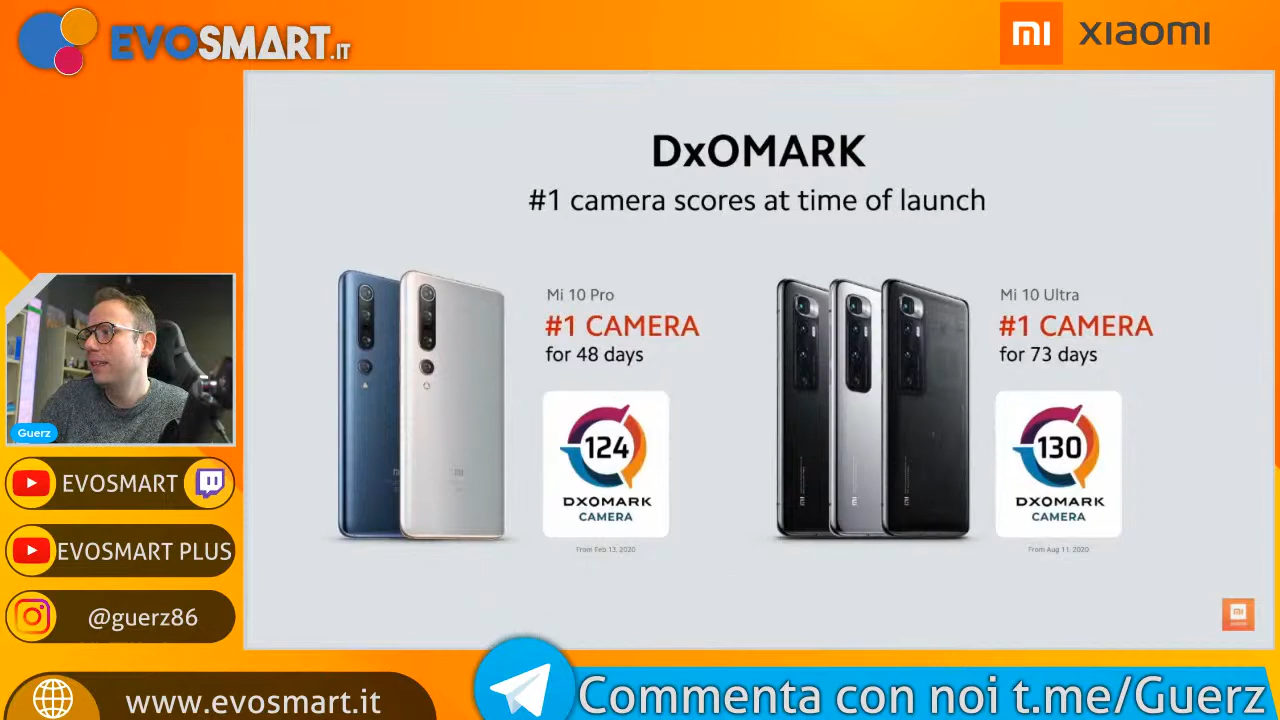 EVOSMART.IT
mi xiaomi
DxOMARK
#1 camera scores at time of launch
Mi 10 Pro
#1 CAMERA
for 48 days
124
DXOMARK
CAMERA
From Feb 13, 2020
Mi 10 Ultra
#1 CAMERA
for 73 days
130
DXOMARK
CAMERA
From Aug 11, 2020
Guerz
EVOSMART
EVOSMART PLUS
@guerz86
www.evosmart.it
Commenta con noi t.me/Guerz